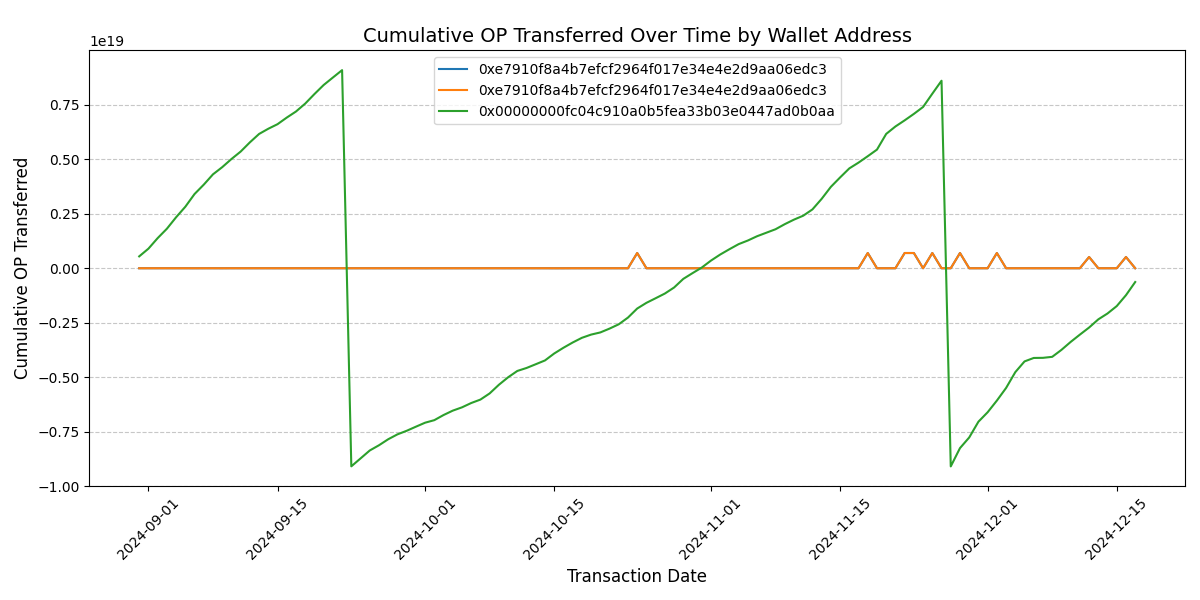 Cumulative OP Transferred Over Time by Wallet Address
1e19
0xe7910f8a4b7efcf2964f017e34e4e2d9aa06edc3
0xe7910f8a4b7efcf2964f017e34e4e2d9aa06edc3
0x00000000fc04c910a0b5fea33b03e0447ad0b0aa
Cumulative OP Transferred
0.75
0.50
0.25
0.00
−0.25
−0.50
−0.75
−1.00
2024-09-01
2024-09-15
2024-10-01
2024-10-15
2024-11-01
2024-11-15
2024-12-01
2024-12-15
Transaction Date